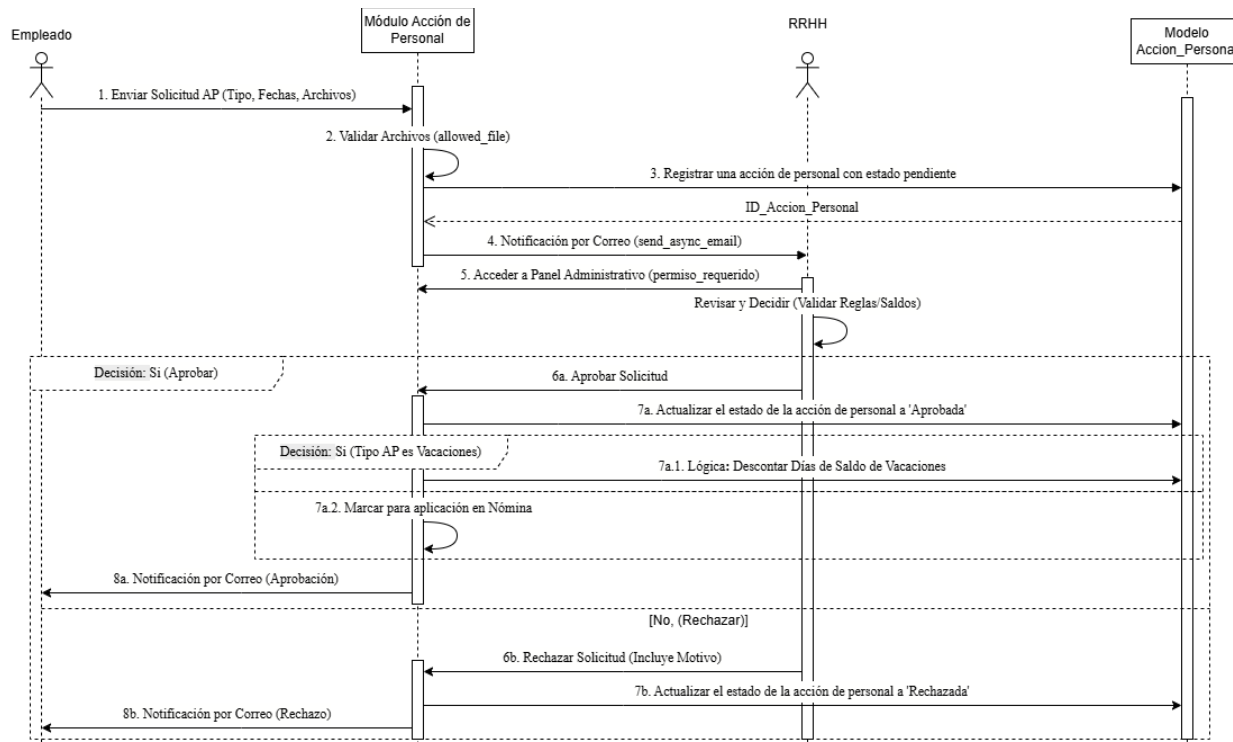 Empleado
Módulo Acción de
Personal
RRHH
Modelo
Accion_Persona
1. Enviar Solicitud AP (Tipo, Fechas, Archivos)
2. Validar Archivos (allowed_file)
3. Registrar una acción de personal con estado pendiente
ID_Accion_Personal
4. Notificación por Correo (send_async_email)
5. Acceder a Panel Administrativo (permiso_requerido)
Revisar y Decidir (Validar Reglas/Saldos)
Decisión: Si (Aprobar)
6a. Aprobar Solicitud
7a. Actualizar el estado de la acción de personal a 'Aprobada'
Decisión: Si (Tipo AP es Vacaciones)
7a.1. Lógica: Descontar Días de Saldo de Vacaciones
7a.2. Marcar para aplicación en Nómina
8a. Notificación por Correo (Aprobación)
[No, (Rechazar)]
6b. Rechazar Solicitud (Incluye Motivo)
7b. Actualizar el estado de la acción de personal a 'Rechazada'
8b. Notificación por Correo (Rechazo)